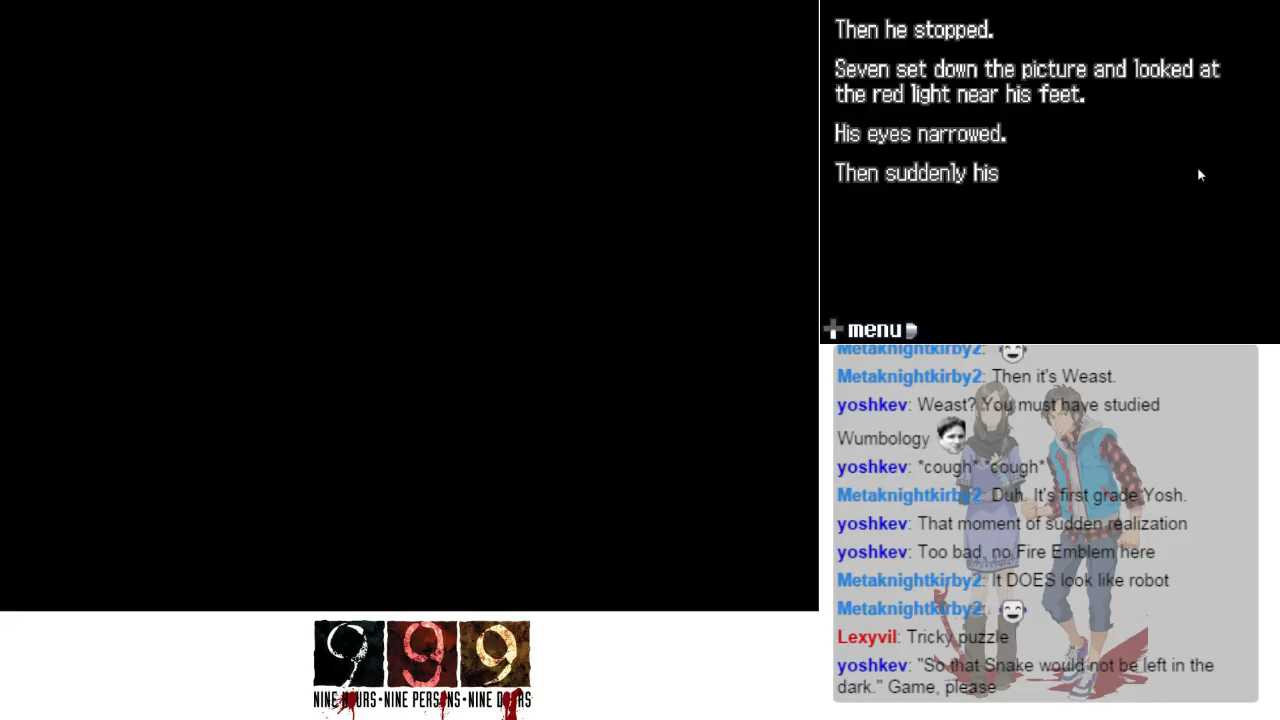 Then he stopped.
Seven set down the picture and looked at
the red light near his feet.
His eyes narrowed.
Then suddenly his
menu
Metaknightkirby2:
Metaknightkirby2: Then it's Weast.
yoshkev: Weast? You must have studied
Wumbology
yoshkev: *cough* *cough*
Metaknightkirby2: Duh. It's first grade Yosh.
yoshkev: That moment of sudden realization
yoshkev: Too bad, no Fire Emblem here
Metaknightkirby2: It DOES look like robot
Metaknightkirby2:
Lexyvil: Tricky puzzle
yoshkev: "So that Snake would not be left in the
dark." Game, please
999
NINE HOURS•NINE PERSONS•NINE DOORS